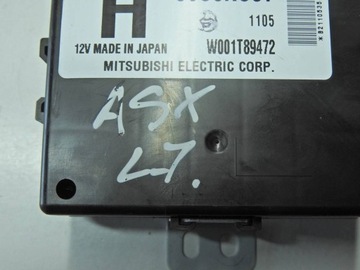 H
1105
12V MADE IN JAPAN W001T89472
MITSUBISHI ELECTRIC CORP.
ASX
L7.